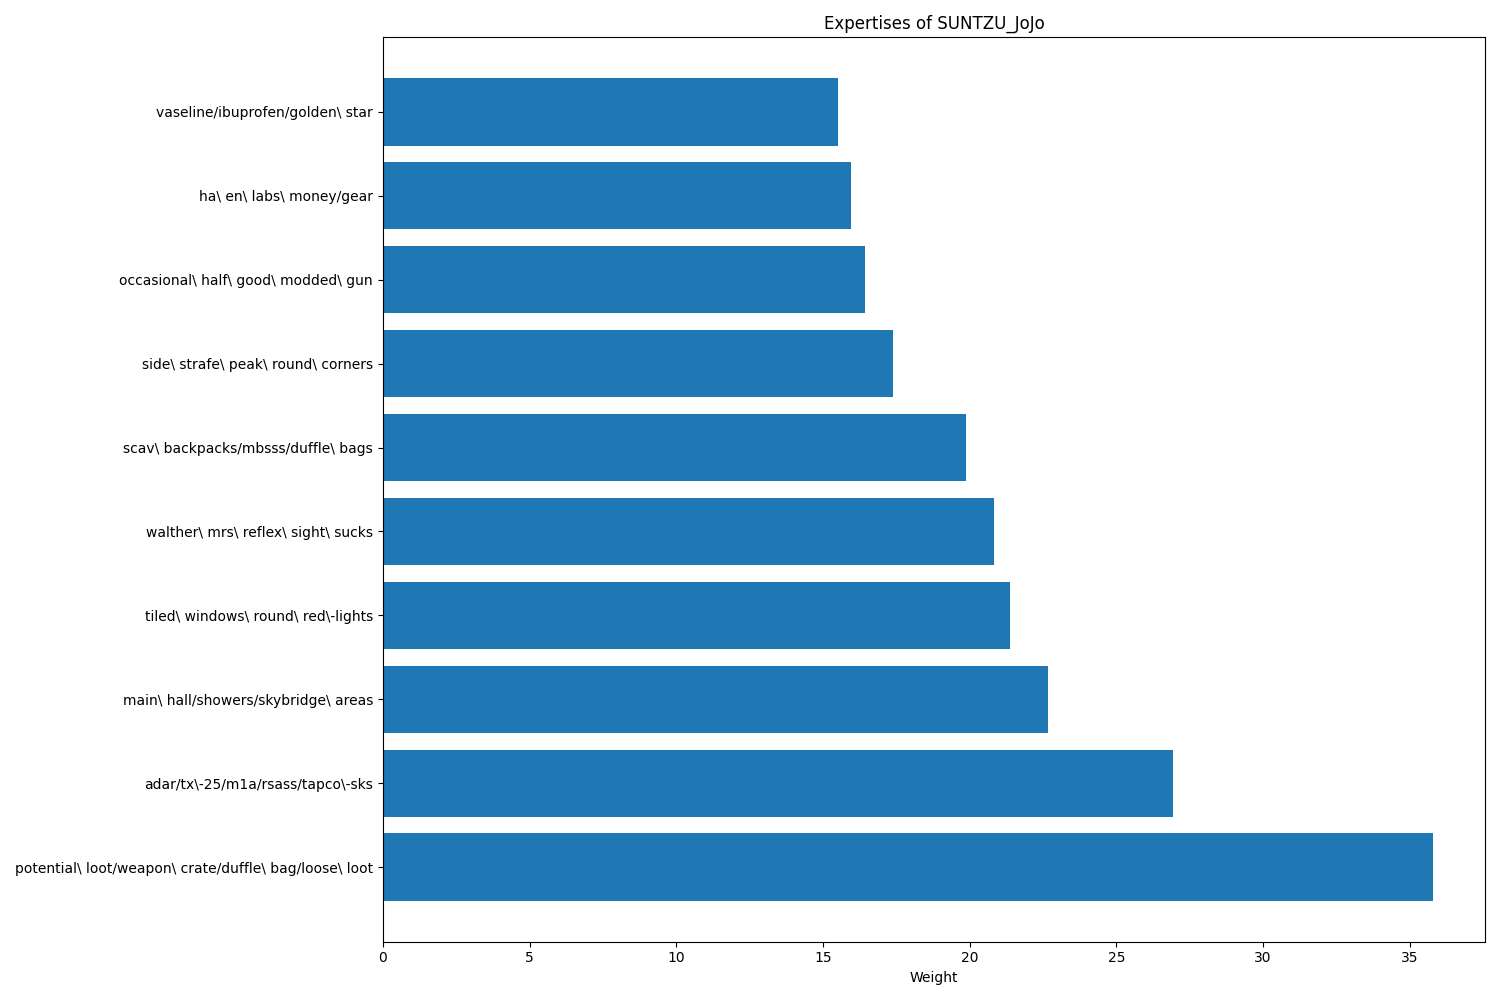 Expertises of SUNTZU_JoJo
vaseline/ibuprofen/golden\ star
ha\ en\ labs\ money/gear
occasional\ half\ good\ modded\ gun
side\ strafe\ peak\ round\ corners
scav\ backpacks/mbsss/duffle\ bags
walther\ mrs\ reflex\ sight\ sucks
tiled\ windows\ round\ red\-lights
main\ hall/showers/skybridge\ areas
adar/tx\-25/m1a/rsass/tapco\-sks
potential\ loot/weapon\ crate/duffle\ bag/loose\ loot
0 5 10 15 20 25 30 35
Weight